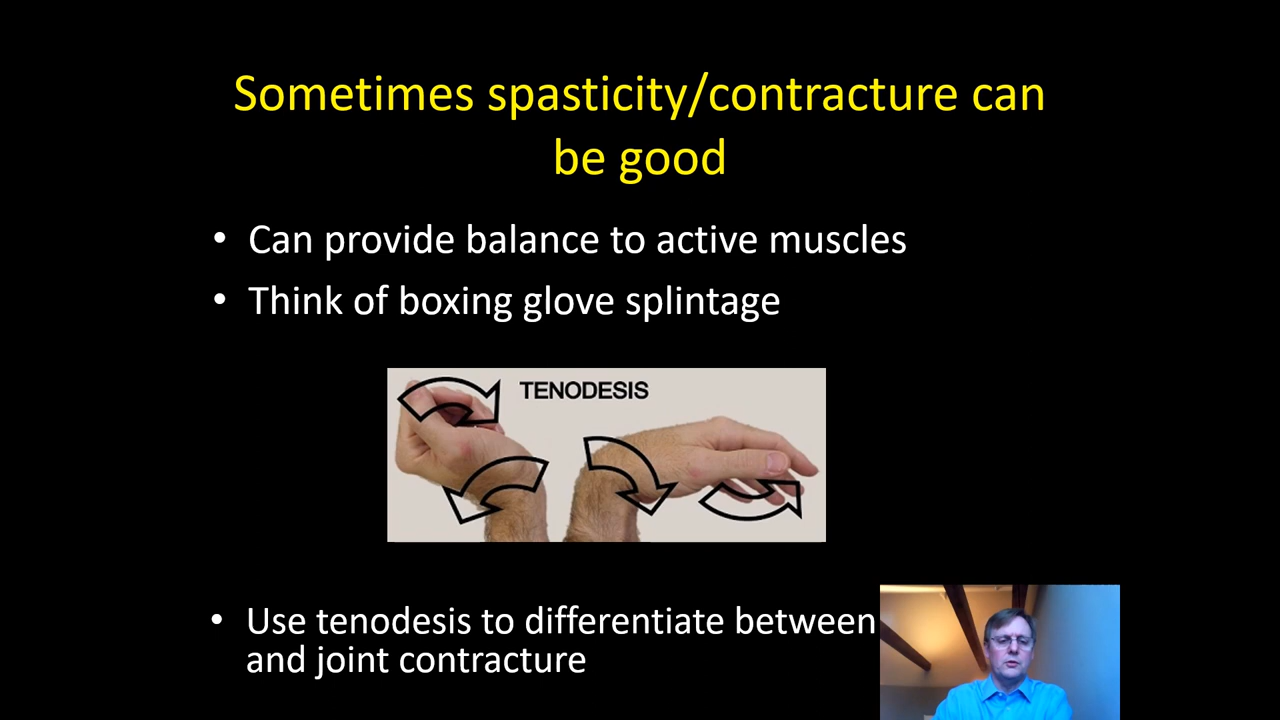 Sometimes spasticity/contracture can
be good
• Can provide balance to active muscles
• Think of boxing glove splintage
TENODESIS
• Use tenodesis to differentiate between
and joint contracture